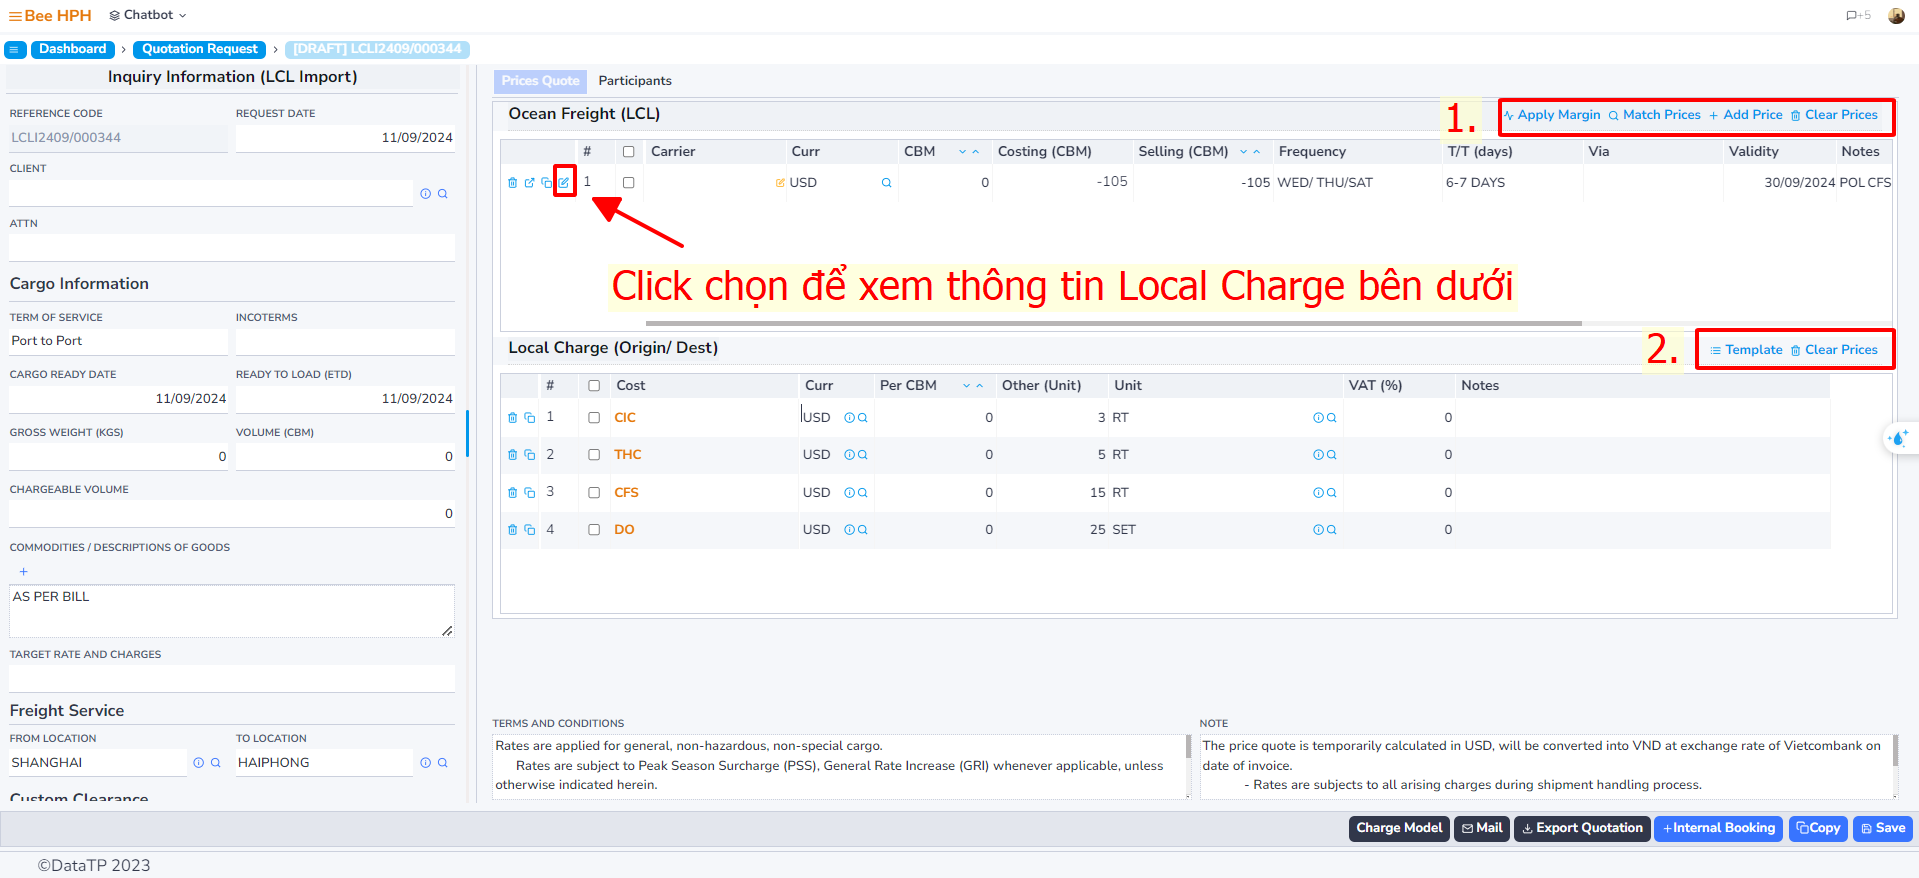 Bee HPH
Chatbot
+5
Dashboard
Quotation Request
[DRAFT] LCLI2409/000344
Inquiry Information (LCL Import)
REFERENCE CODE
REQUEST DATE
LCLI2409/000344
11/09/2024
CLIENT
ATTN
Cargo Information
TERM OF SERVICE
INCOTERMS
Port to Port
CARGO READY DATE
READY TO LOAD (ETD)
11/09/2024
11/09/2024
GROSS WEIGHT (KGS)
VOLUME (CBM)
0
0
CHARGEABLE VOLUME
0
COMMODITIES / DESCRIPTIONS OF GOODS
+
AS PER BILL
TARGET RATE AND CHARGES
Freight Service
FROM LOCATION
TO LOCATION
SHANGHAI
HAIPHONG
Custom Clearance
Prices Quote
Participants
Ocean Freight (LCL)
1.
Apply Margin Match Prices + Add Price Clear Prices
# Carrier Curr CBM Costing (CBM) Selling (CBM) Frequency T/T (days) Via Validity Notes
1 USD 0 -105 -105 WED/ THU/SAT 6-7 DAYS 30/09/2024 POL CFS
Click chọn để xem thông tin Local Charge bên dưới
Local Charge (Origin/ Dest)
2.
Template Clear Prices
# Cost Curr Per CBM Other (Unit) Unit VAT (%) Notes
1 CIC USD 0 3 RT 0
2 THC USD 0 5 RT 0
3 CFS USD 0 15 RT 0
4 DO USD 0 25 SET 0
TERMS AND CONDITIONS
Rates are applied for general, non-hazardous, non-special cargo.
Rates are subject to Peak Season Surcharge (PSS), General Rate Increase (GRI) whenever applicable, unless
otherwise indicated herein.
NOTE
The price quote is temporarily calculated in USD, will be converted into VND at exchange rate of Vietcombank on
date of invoice.
- Rates are subjects to all arising charges during shipment handling process.
Charge Model
Mail
Export Quotation
+Internal Booking
Copy
Save
©DataTP 2023